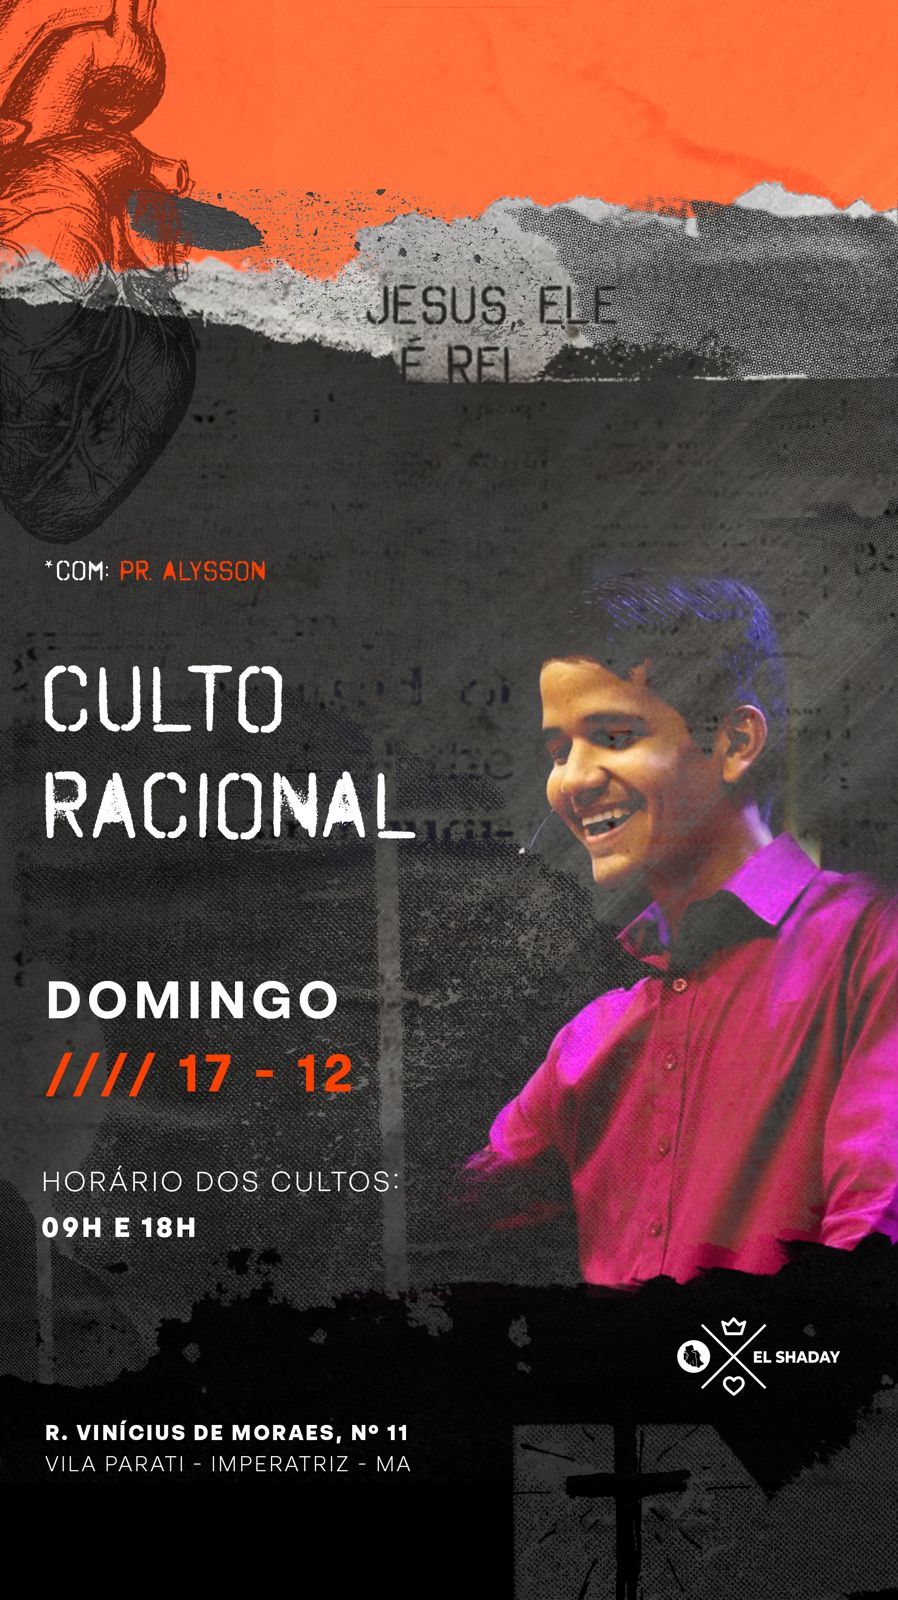 JESUS, ELE
É REI
*COM: PR. ALYSSON
CULTO
RACIONAL
DOMINGO
//// 17 - 12
HORÁRIO DOS CULTOS:
09H E 18H
EL SHADAY
R. VINÍCIUS DE MORAES, Nº 11
VILA PARATI - IMPERATRIZ - MA